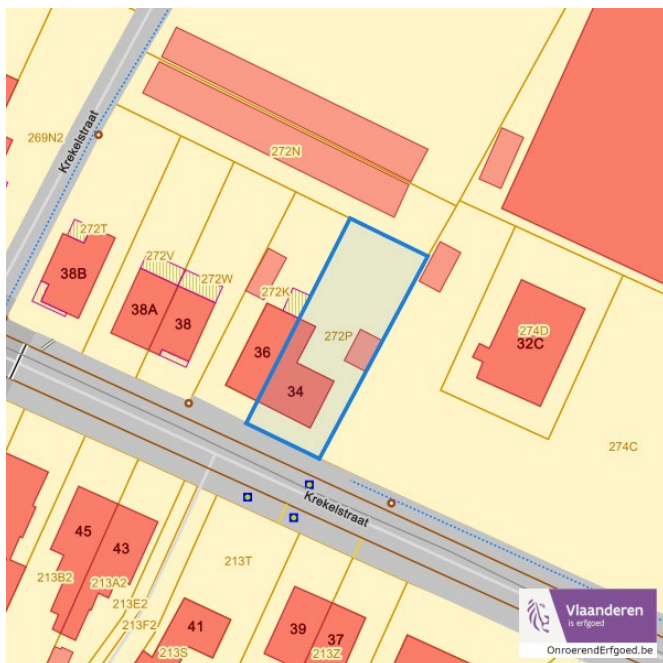 Krekelstraat
269N2
272N
272T
38B
272V
272W
38A
38
272K
36
272P
34
274D
32C
274C
Krekelstraat
45
43
213B2
213A2
213E2
213F2
213T
41
213S
39
37
213Z
Vlaanderen
is erfgoed
OnroerendErfgoed.be